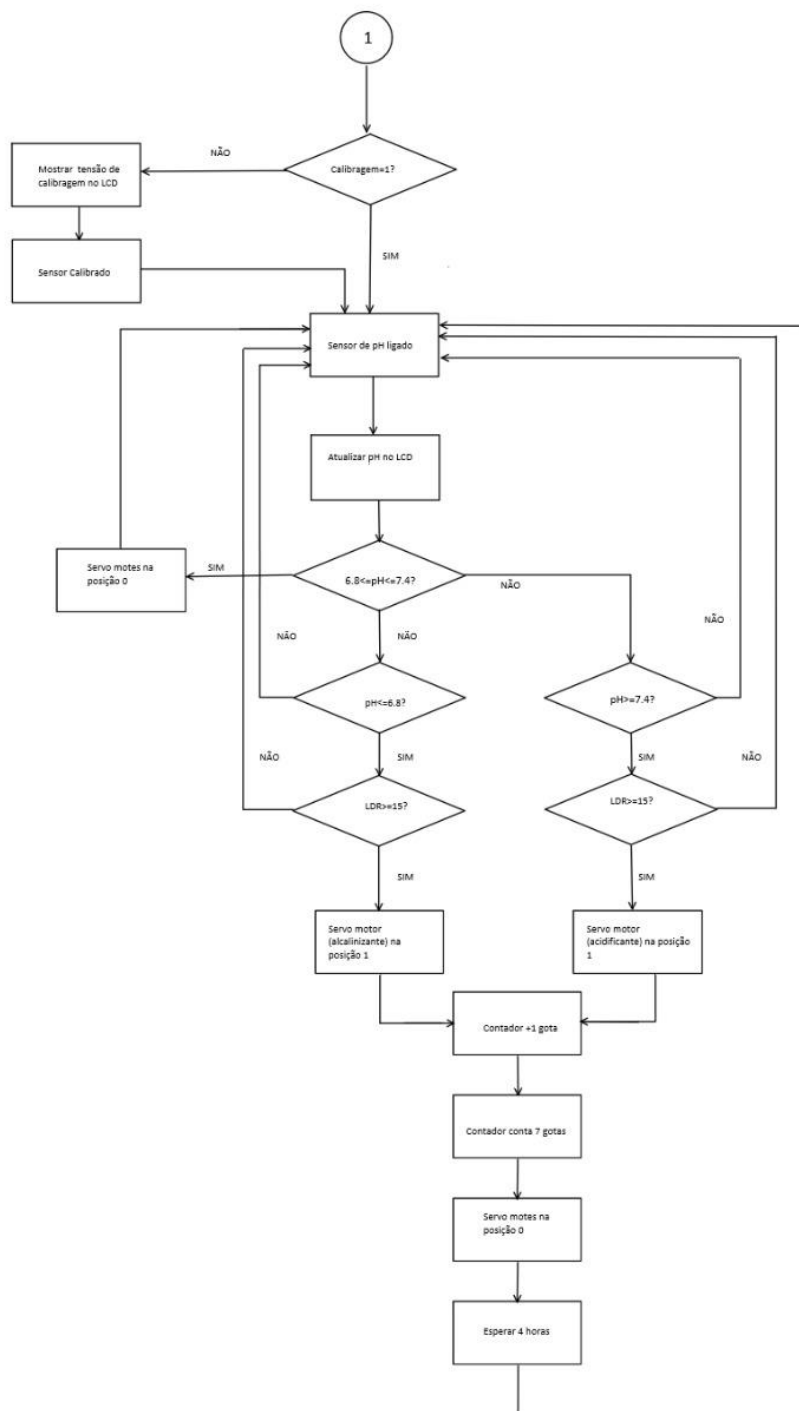 1
NÃO
Calibragem=1?
Mostrar tensão de
calibragem no LCD
SIM
Sensor Calibrado
Sensor de pH ligado
Atualizar pH no LCD
Servo motes na
posição 0
SIM
6.8<=pH<=7.4?
NÃO
NÃO
NÃO
NÃO
pH<=6.8?
pH>=7.4?
NÃO
SIM
SIM
NÃO
LDR>=15?
LDR>=15?
SIM
SIM
Servo motor
(alcalinizante) na
posição 1
Servo motor
(acidificante) na posição
1
Contador +1 gota
Contador conta 7 gotas
Servo motes na
posição 0
Esperar 4 horas